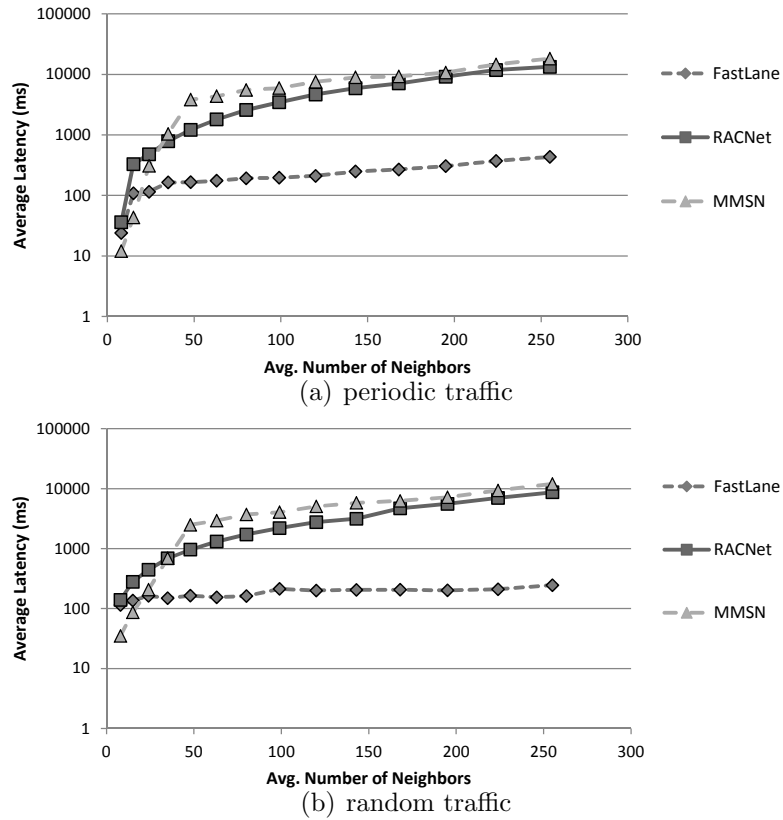 100000
10000
1000
100
10
1
Average Latency (ms)
0 50 100 150 200 250 300
Avg. Number of Neighbors
FastLane
RACNet
MMSN
(a) periodic traffic
100000
10000
1000
100
10
1
Average Latency (ms)
0 50 100 150 200 250 300
Avg. Number of Neighbors
FastLane
RACNet
MMSN
(b) random traffic